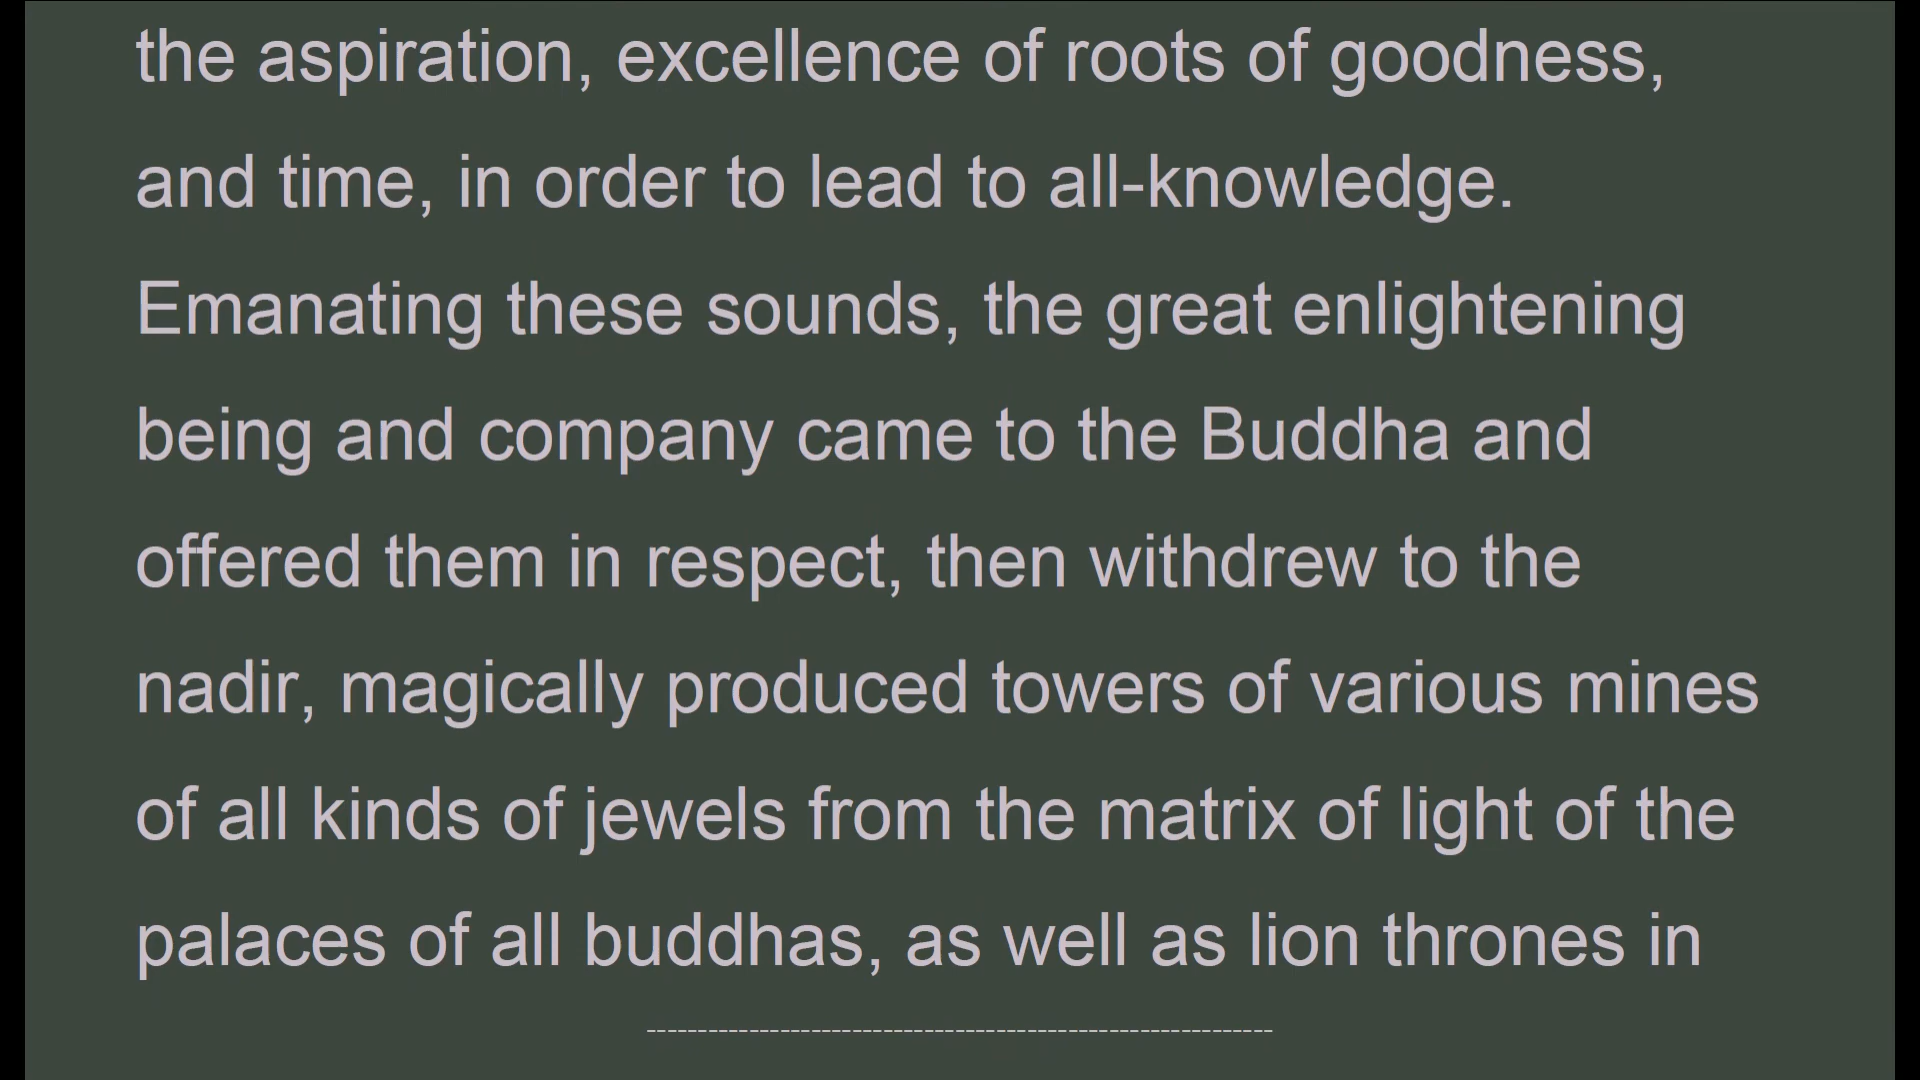 the aspiration, excellence of roots of goodness,
and time, in order to lead to all-knowledge.
Emanating these sounds, the great enlightening
being and company came to the Buddha and
offered them in respect, then withdrew to the
nadir, magically produced towers of various mines
of all kinds of jewels from the matrix of light of the
palaces of all buddhas, as well as lion thrones in
------------------------------------------------------------